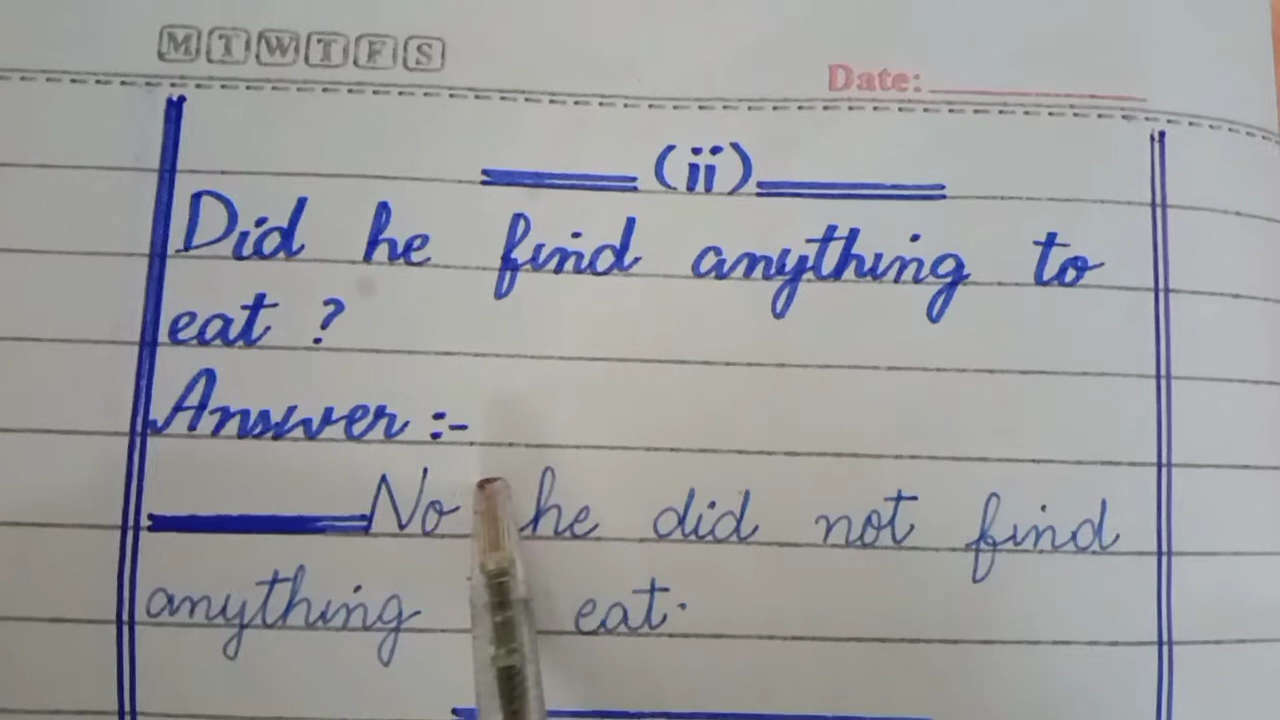 M T W T F S
Date:
(ii)
Did he find anything to
eat ?
Answer :-
No he did not find
anything eat.